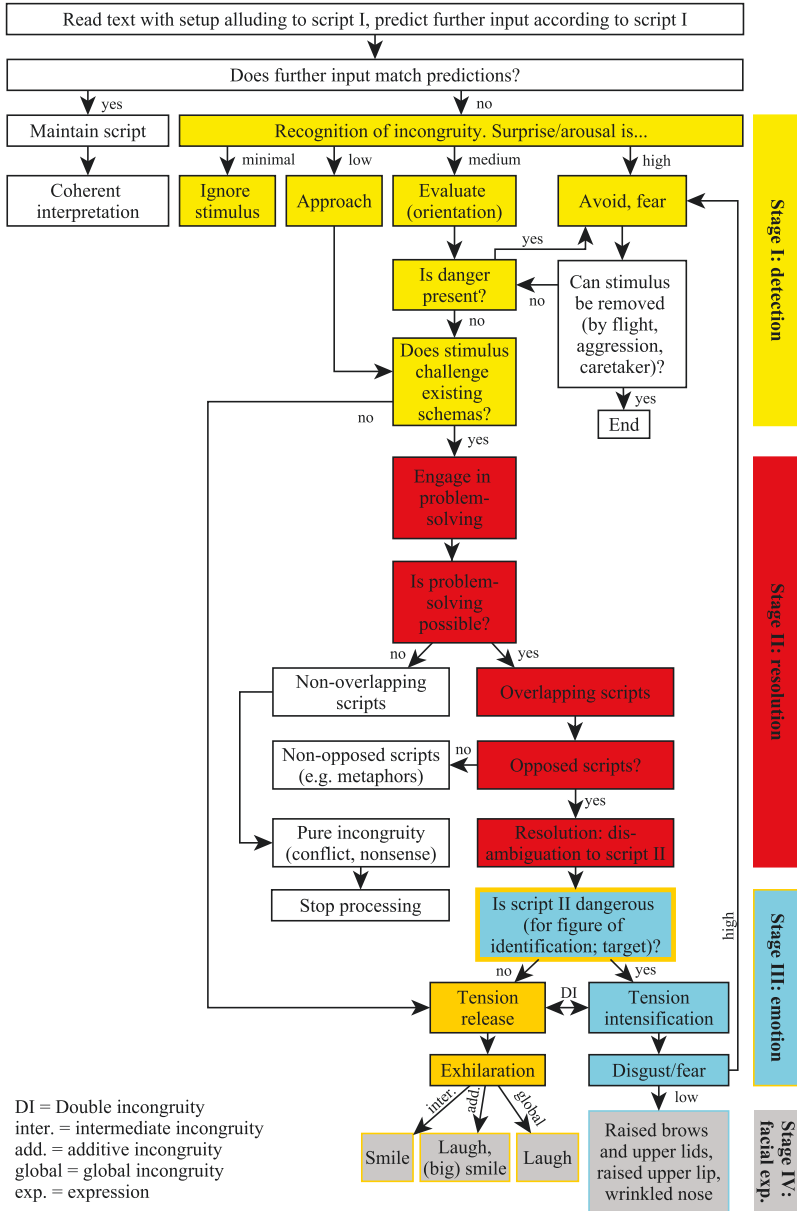 Read text with setup alluding to script I, predict further input according to script I
Does further input match predictions?
yes
no
Maintain script
Recognition of incongruity. Surprise/arousal is...
minimal
low
medium
high
Coherent
interpretation
Ignore
stimulus
Approach
Evaluate
(orientation)
Avoid, fear
yes
Is danger
present?
no
Can stimulus
be removed
(by flight,
aggression,
caretaker)?
no
Does stimulus
challenge
existing
schemas?
yes
End
no
yes
Stage I: detection
Engage in
problem-
solving
Is problem-
solving
possible?
no
yes
Non-overlapping
scripts
Overlapping scripts
Non-opposed scripts
(e.g. metaphors)
no
Opposed scripts?
yes
Pure incongruity
(conflict, nonsense)
Resolution: dis-
ambiguation to script II
Stop processing
Stage II: resolution
Is script II dangerous
(for figure of
identification; target)?
high
no
yes
Tension
release
DI
Tension
intensification
Exhilaration
Disgust/fear
Stage III: emotion
inter.
add.
global
low
Smile
Laugh,
(big) smile
Laugh
Raised brows
and upper lids,
raised upper lip,
wrinkled nose
Stage IV:
facial exp.
DI = Double incongruity
inter. = intermediate incongruity
add. = additive incongruity
global = global incongruity
exp. = expression